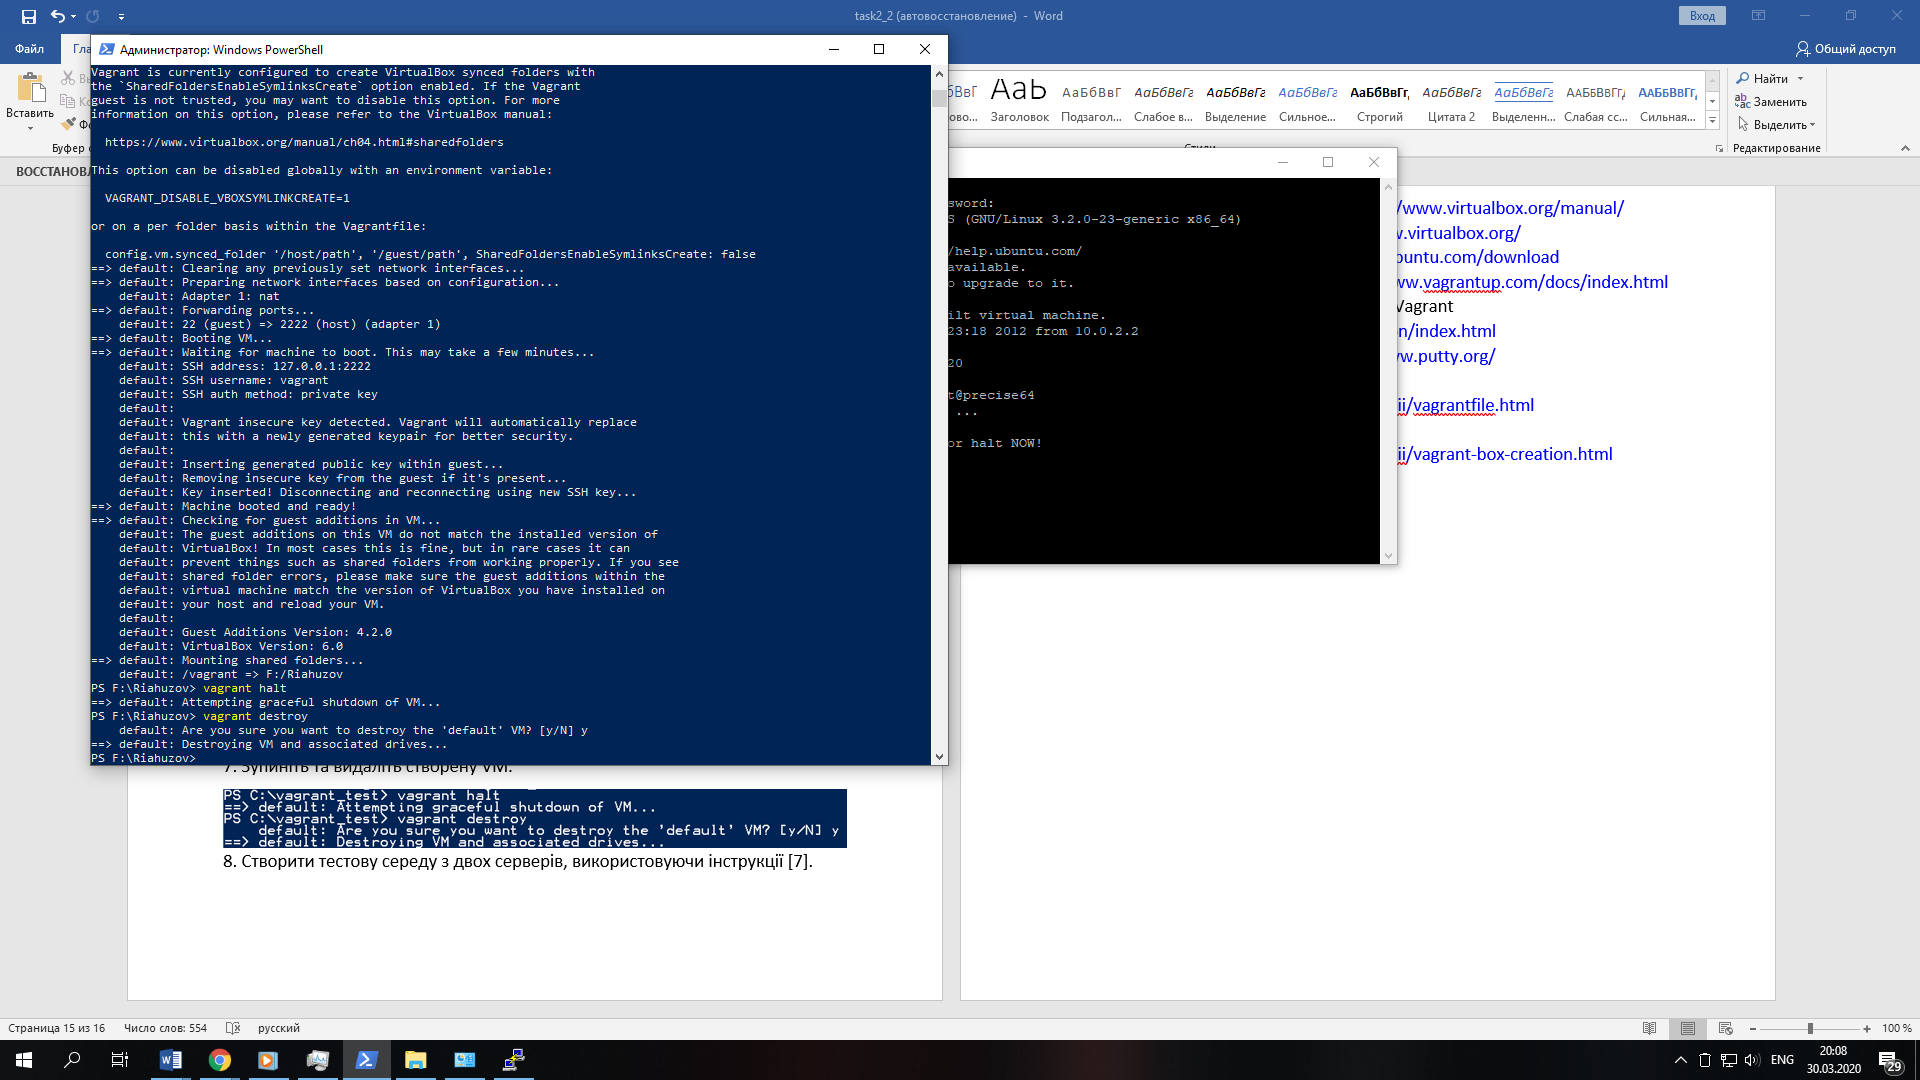 task2_2 (автовосстановление) - Word
Вход
Файл
Гла
Общий доступ
Администратор: Windows PowerShell
Вставить
Буфер
АаБбВвГ
Заголовок
Подзагол...
Слабое в...
Выделение
Сильное...
Строгий
Цитата 2
Выделенн...
Слабая сс...
Сильная...
Найти
Заменить
Выделить
Редактирование
Vagrant is currently configured to create VirtualBox synced folders with
the `SharedFoldersEnableSymlinksCreate` option enabled. If the Vagrant
guest is not trusted, you may want to disable this option. For more
information on this option, please refer to the VirtualBox manual:
https://www.virtualbox.org/manual/ch04.html#sharedfolders
This option can be disabled globally with an environment variable:
VAGRANT_DISABLE_VBOXSYMLINKCREATE=1
or on a per folder basis within the Vagrantfile:
config.vm.synced_folder '/host/path', '/guest/path', SharedFoldersEnableSymlinksCreate: false
==> default: Clearing any previously set network interfaces...
==> default: Preparing network interfaces based on configuration...
default: Adapter 1: nat
==> default: Forwarding ports...
default: 22 (guest) => 2222 (host) (adapter 1)
==> default: Booting VM...
==> default: Waiting for machine to boot. This may take a few minutes...
default: SSH address: 127.0.0.1:2222
default: SSH username: vagrant
default: SSH auth method: private key
default:
default: Vagrant insecure key detected. Vagrant will automatically replace
default: this with a newly generated keypair for better security.
default:
default: Inserting generated public key within guest...
default: Removing insecure key from the guest if it's present...
default: Key inserted! Disconnecting and reconnecting using new SSH key...
==> default: Machine booted and ready!
==> default: Checking for guest additions in VM...
default: The guest additions on this VM do not match the installed version of
default: VirtualBox! In most cases this is fine, but in rare cases it can
default: prevent things such as shared folders from working properly. If you see
default: shared folder errors, please make sure the guest additions within the
default: virtual machine match the version of VirtualBox you have installed on
default: your host and reload your VM.
default:
default: Guest Additions Version: 4.2.0
default: VirtualBox Version: 6.0
==> default: Mounting shared folders...
default: /vagrant => F:/Riahuzov
PS F:\Riahuzov> vagrant halt
==> default: Attempting graceful shutdown of VM...
PS F:\Riahuzov> vagrant destroy
default: Are you sure you want to destroy the 'default' VM? [y/N] y
==> default: Destroying VM and associated drives...
PS F:\Riahuzov>
sword:
S (GNU/Linux 3.2.0-23-generic x86_64)
/help.ubuntu.com/
available.
o upgrade to it.
ilt virtual machine.
23:18 2012 from 10.0.2.2
20
t@precise64
...
or halt NOW!
/www.virtualbox.org/manual/
w.virtualbox.org/
buntu.com/download
ww.vagrantup.com/docs/index.html
Vagrant
n/index.html
w.putty.org/
ii/vagrantfile.html
ii/vagrant-box-creation.html
7. Зупиніть та видаліть створену VM.
PS C:\vagrant_test> vagrant halt
==> default: Attempting graceful shutdown of VM...
PS C:\vagrant_test> vagrant destroy
default: Are you sure you want to destroy the 'default' VM? [y/N] y
==> default: Destroying VM and associated drives...
8. Створити тестову середу з двох серверів, використовуючи інструкції [7].
Страница 15 из 16
Число слов: 554
русский
100 %
ENG
20:08
30.03.2020
29